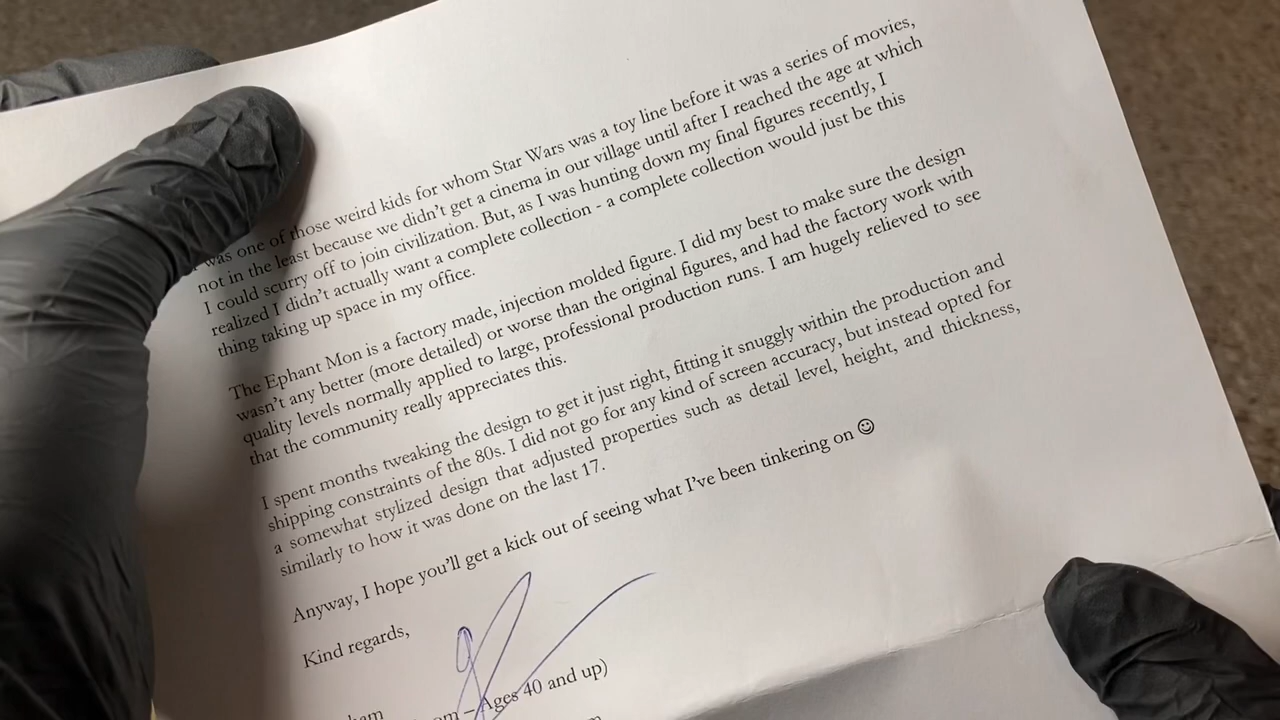 was one of those weird kids for whom Star Wars was a toy line before it was a series of movies,
not in the least because we didn't get a cinema in our village until after I reached the age at which
I could scurry off to join civilization. But, as I was hunting down my final figures recently, I
realized I didn't actually want a complete collection - a complete collection would just be this
thing taking up space in my office.
The Ephant Mon is a factory made, injection molded figure. I did my best to make sure the design
wasn't any better (more detailed) or worse than the original figures, and had the factory work with
quality levels normally applied to large, professional production runs. I am hugely relieved to see
that the community really appreciates this.
I spent months tweaking the design to get it just right, fitting it snuggly within the production and
shipping constraints of the 80s. I did not go for any kind of screen accuracy, but instead opted for
a somewhat stylized design that adjusted properties such as detail level, height, and thickness,
similarly to how it was done on the last 17.
Anyway, I hope you'll get a kick out of seeing what I've been tinkering on ☺
Kind regards,
– Ages 40 and up)